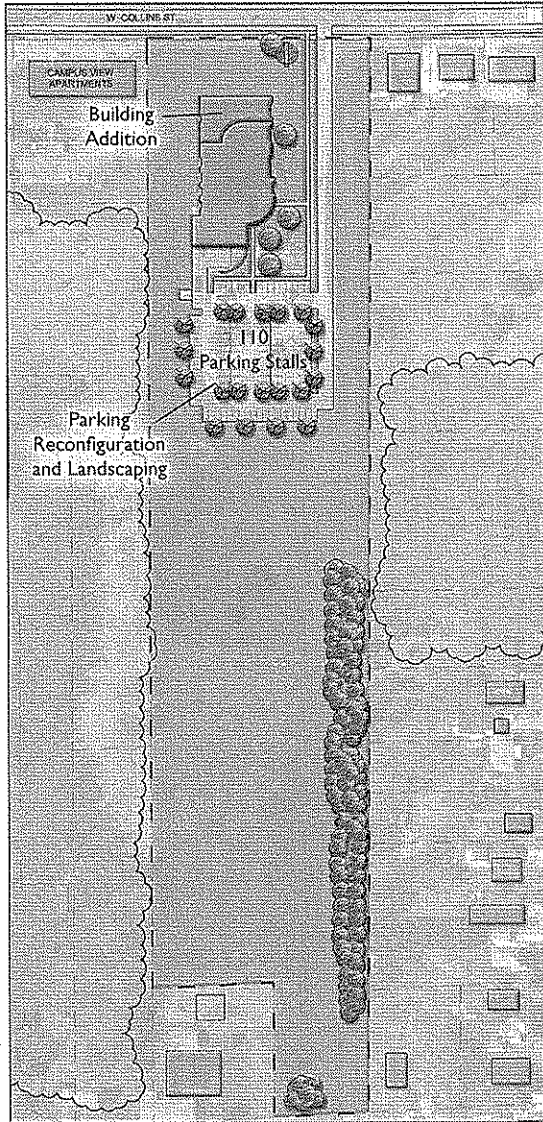 W. COLLINS ST.
CAMPUS VIEW
APARTMENTS
Building
Addition
110
Parking Stalls
Parking
Reconfiguration
and Landscaping